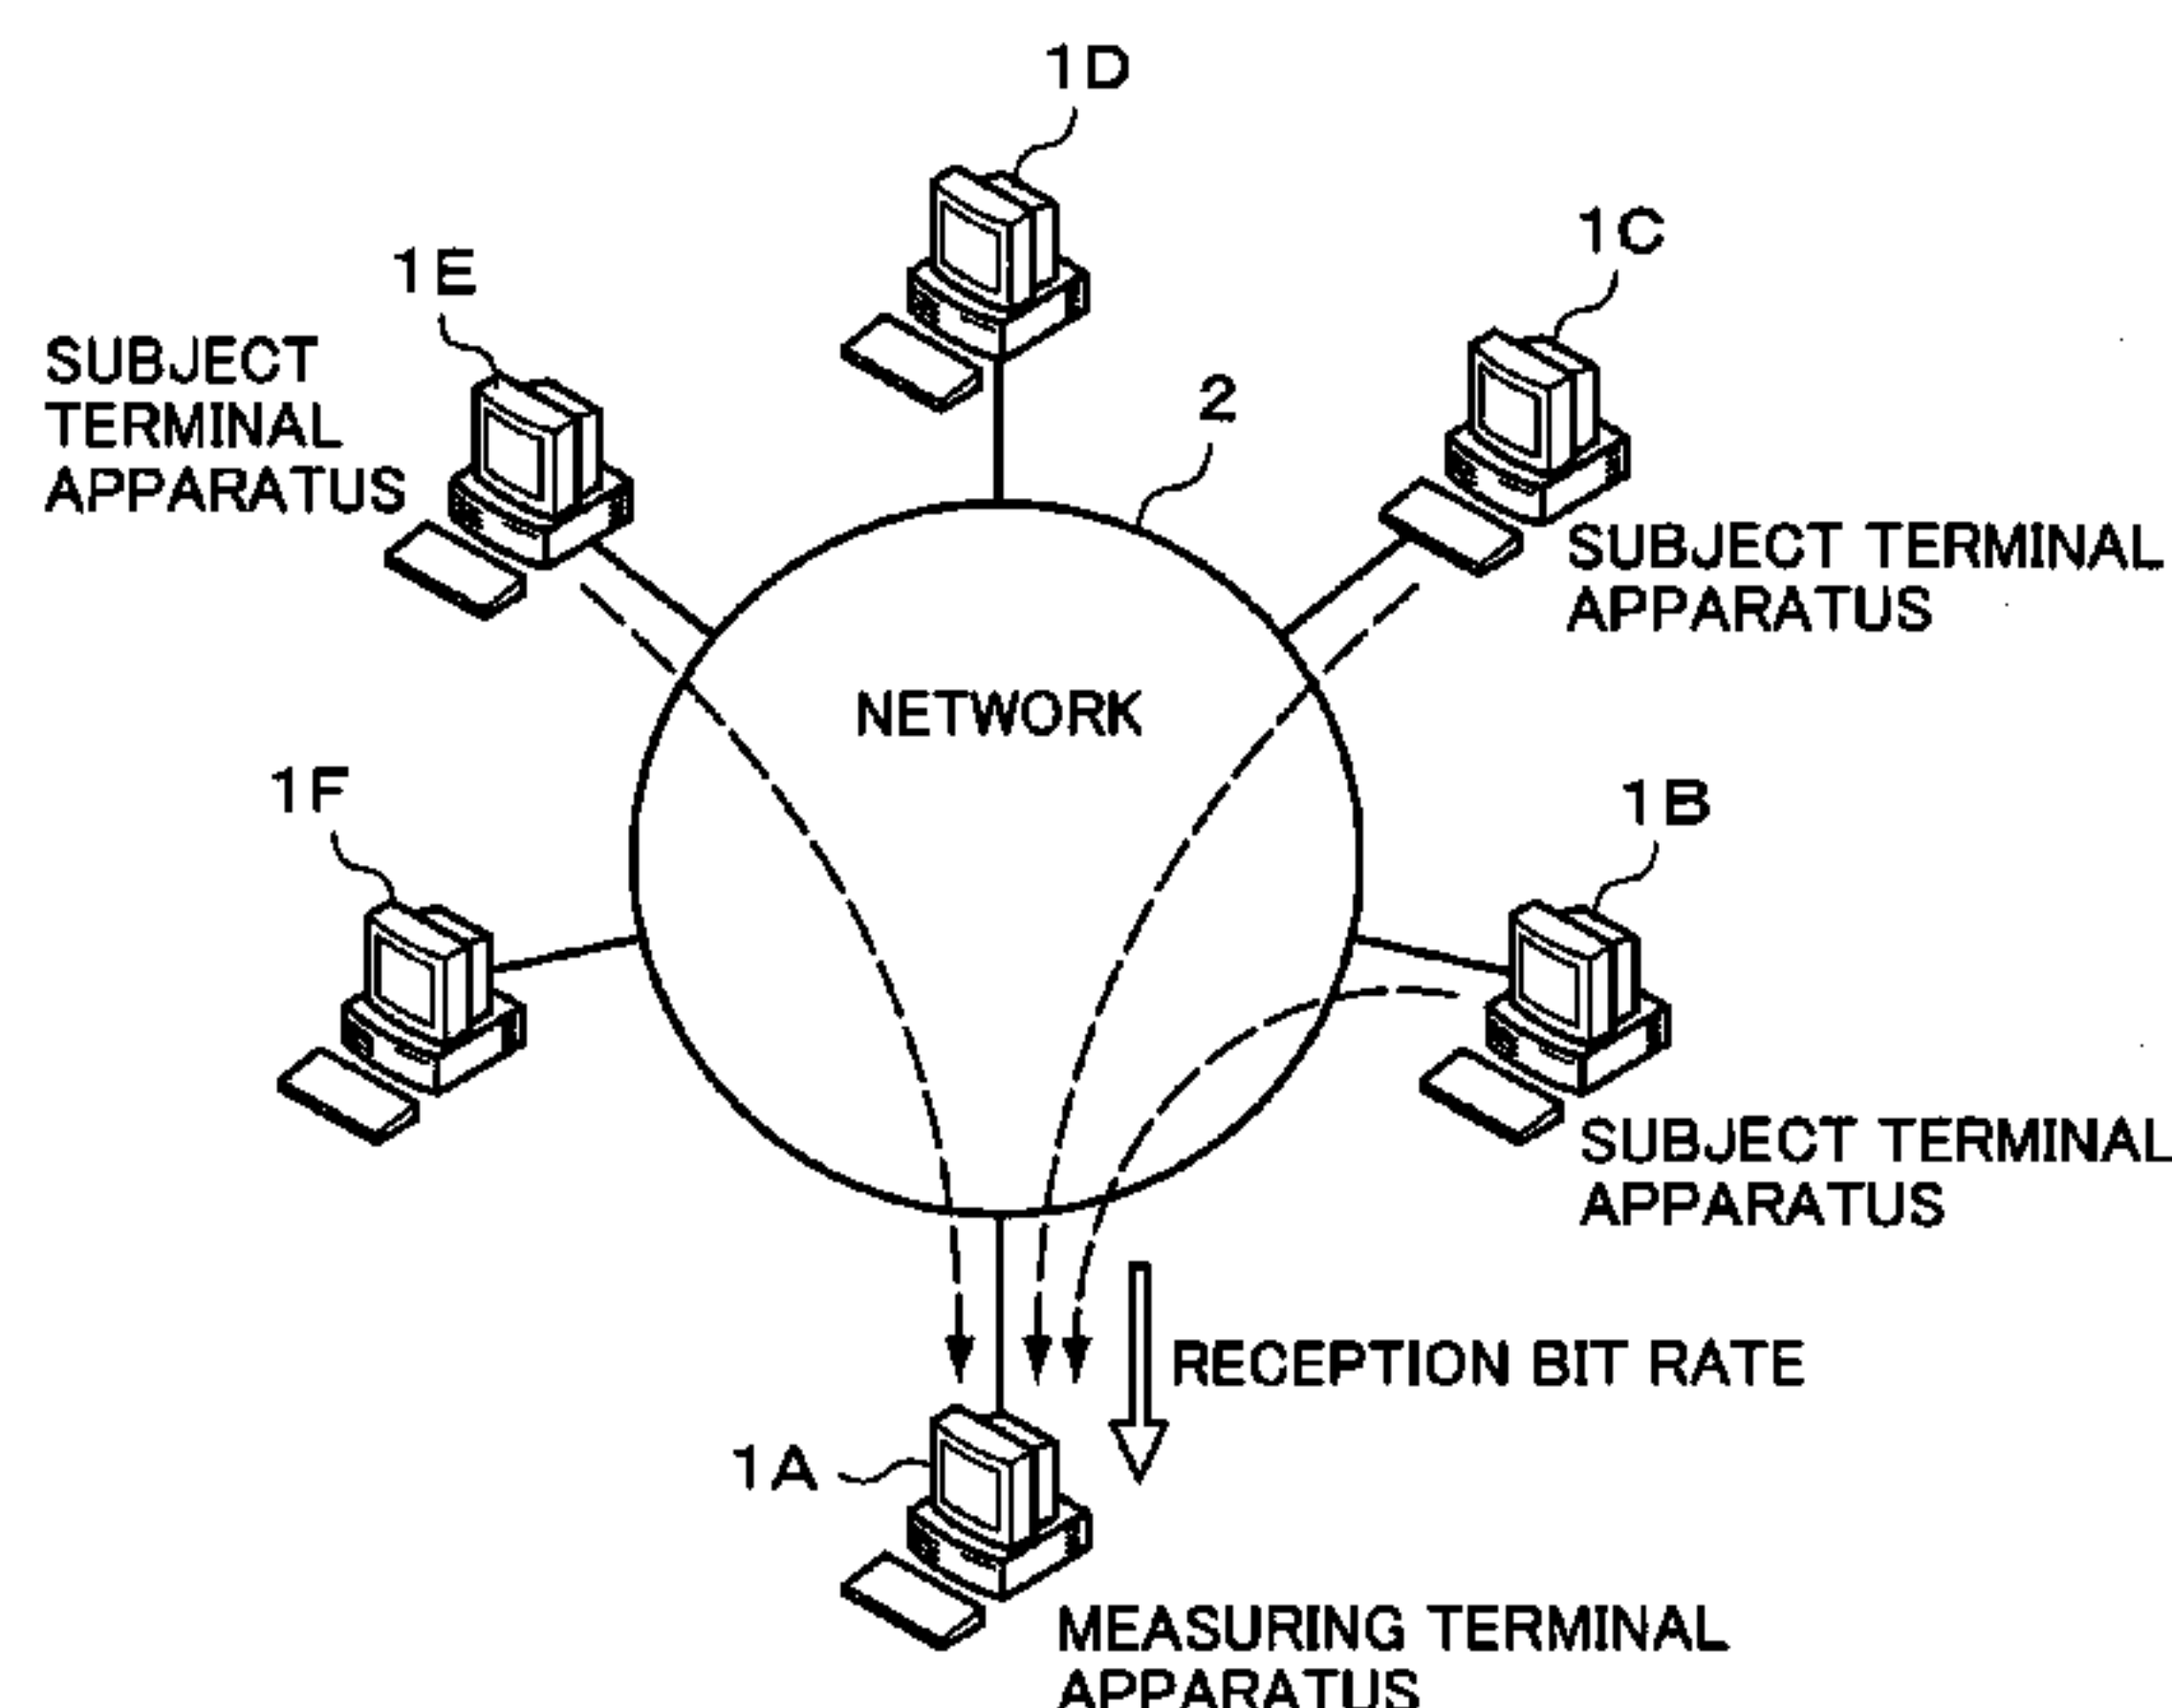 1D
1C
1E
SUBJECT
TERMINAL
APPARATUS
2
SUBJECT TERMINAL
APPARATUS
NETWORK
1F
1B
SUBJECT TERMINAL
APPARATUS
RECEPTION BIT RATE
1A
MEASURING TERMINAL
APPARATUS